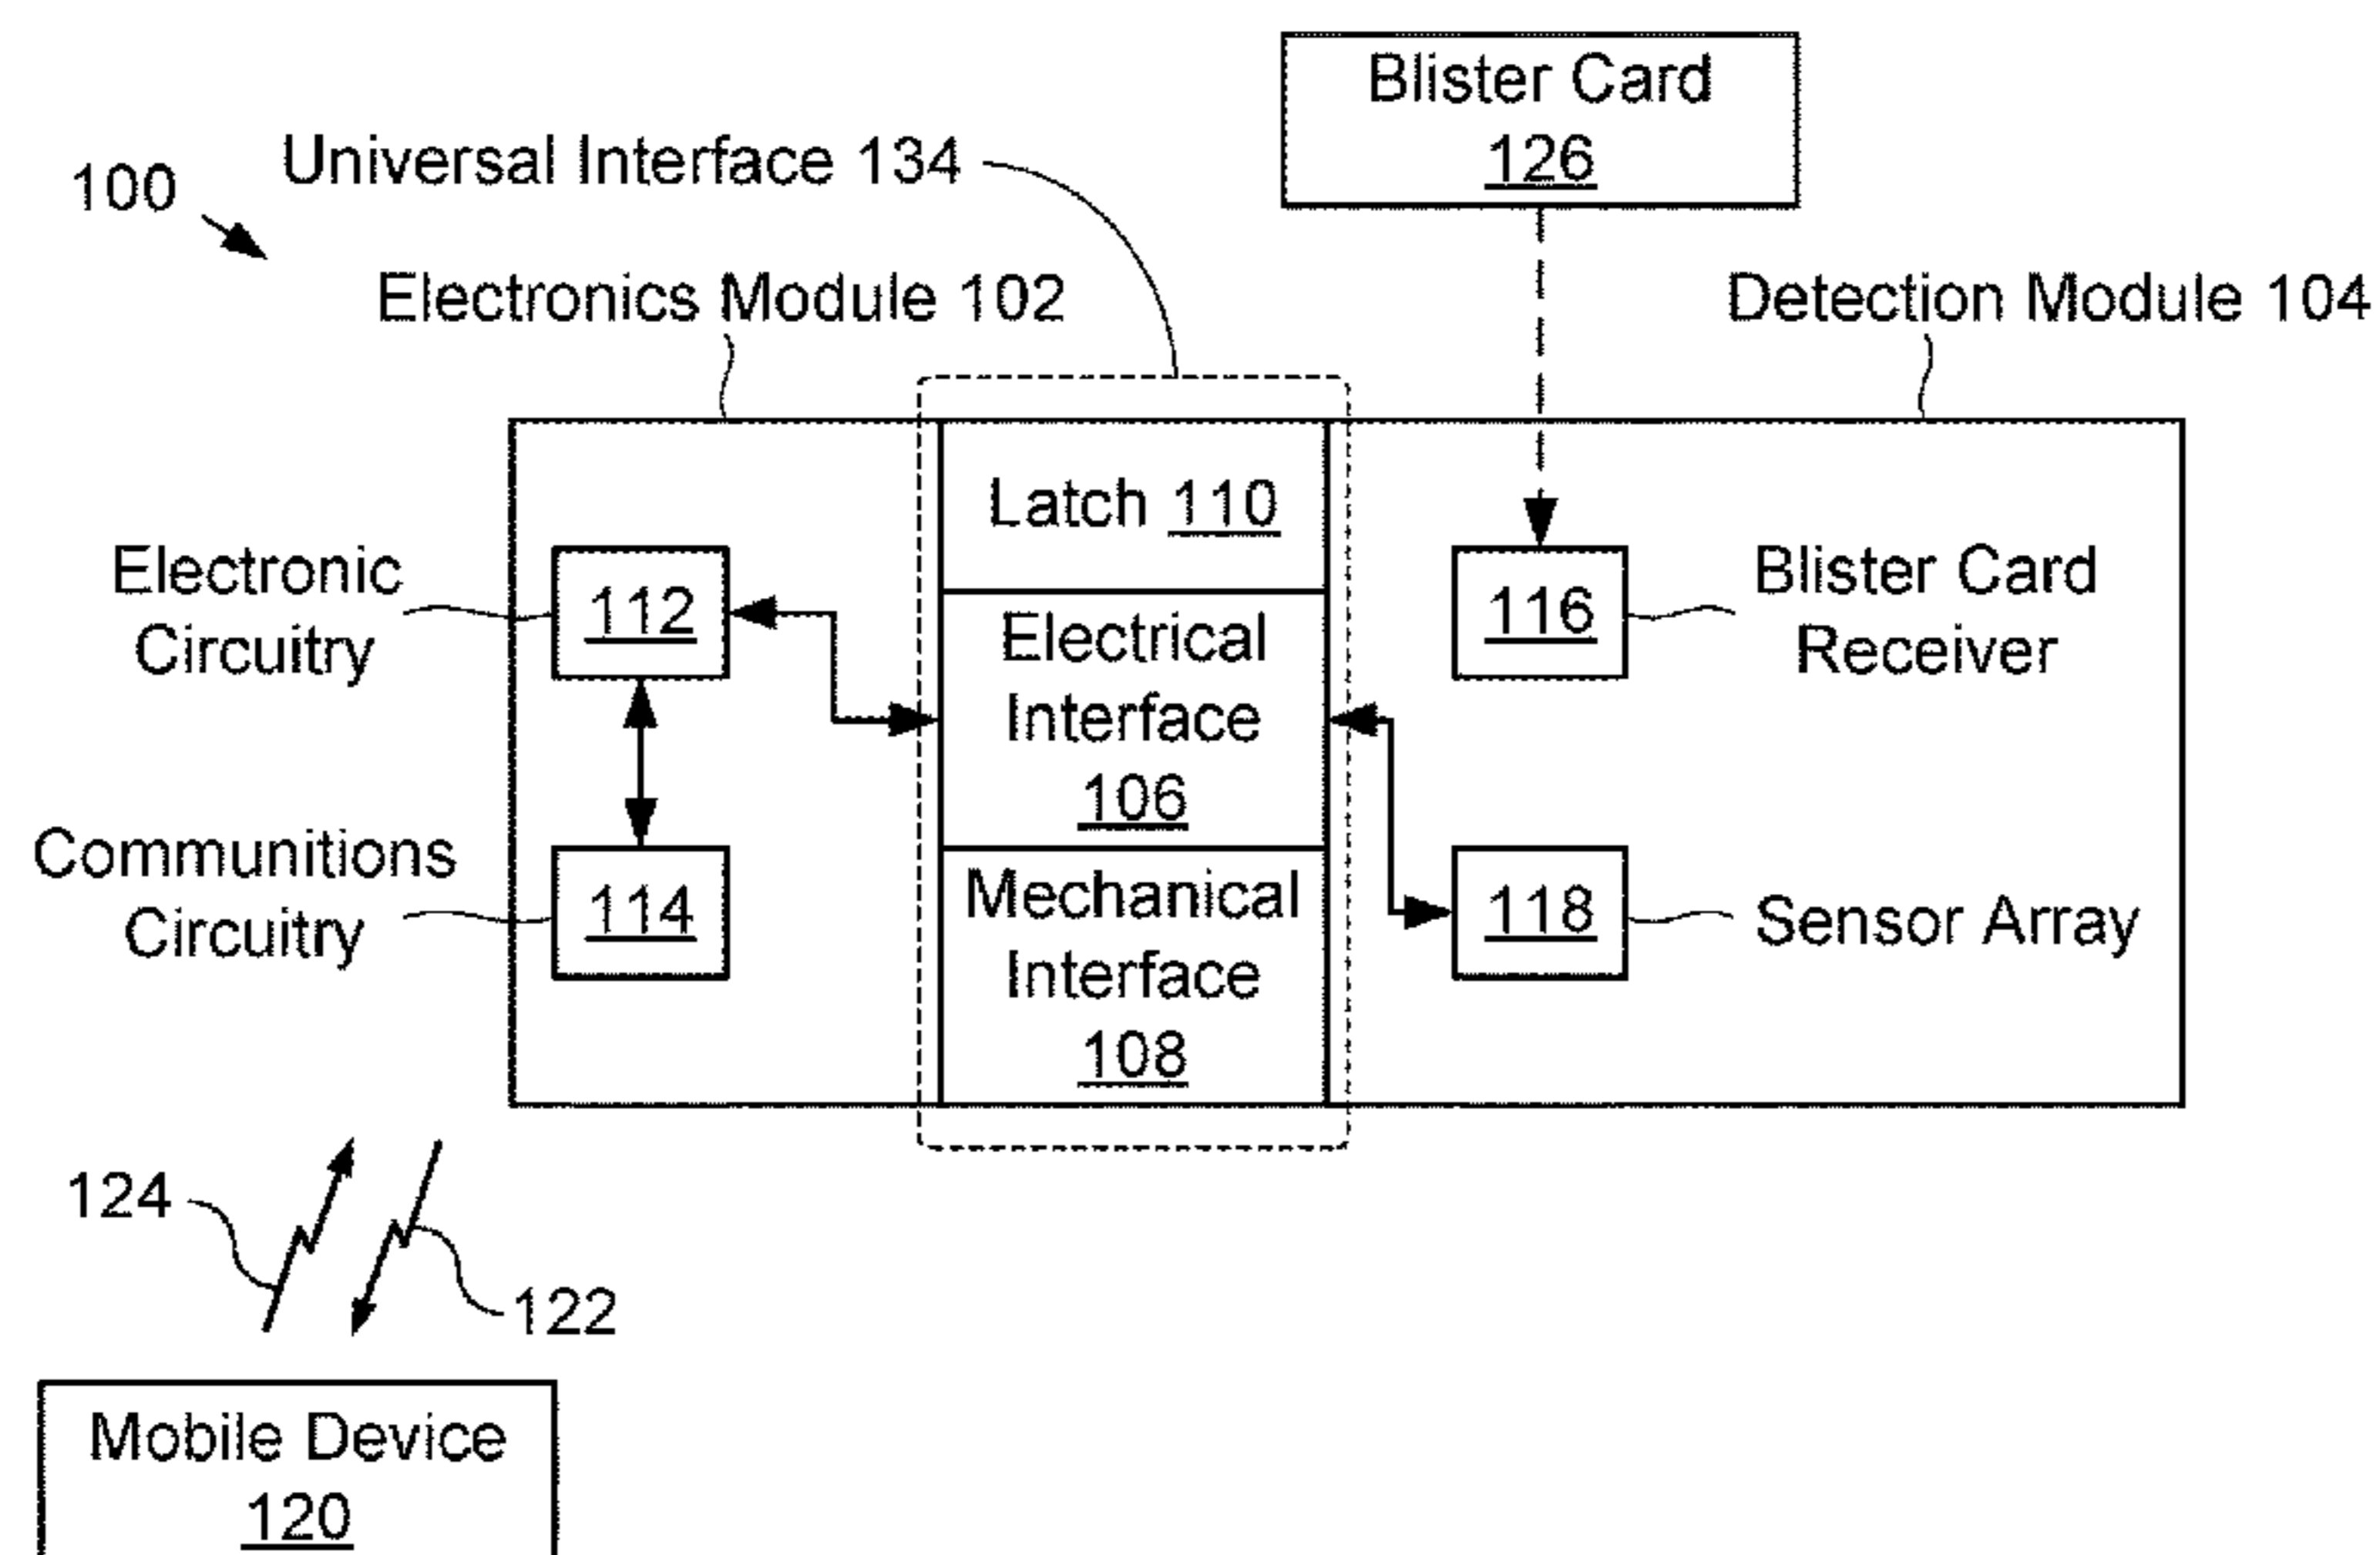 Blister Card
126
Universal Interface 134
100
Electronics Module 102
Detection Module 104
Latch 110
Electronic
Circuitry
112
Electrical
Interface
106
116
Blister Card
Receiver
Communitions
Circuitry
114
Mechanical
Interface
108
118
Sensor Array
124
122
Mobile Device
120